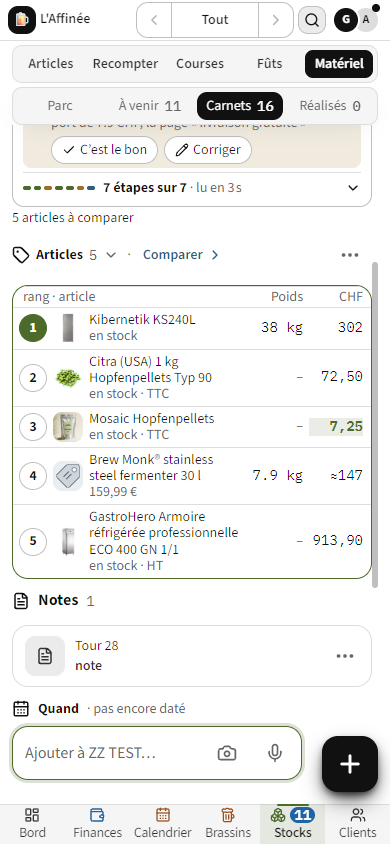 L'Affinée
Tout
G
A
Articles
Recompter
Courses
Fûts
Matériel
Parc
À venir 11
Carnets 16
Réalisés 0
C'est le bon
Corriger
7 étapes sur 7 · lu en 3 s
5 articles à comparer
Articles 5
· Comparer
rang · article
Poids
CHF
1
Kibernetik KS240L
en stock
38 kg
302
2
Citra (USA) 1 kg
Hopfenpellets Typ 90
en stock · TTC
–
72,50
3
Mosaic Hopfenpellets
en stock · TTC
–
7,25
4
Brew Monk® stainless
steel fermenter 30 l
159,99 €
7.9 kg
≈147
5
GastroHero Armoire
réfrigérée professionnelle
ECO 400 GN 1/1
en stock · HT
–
913,90
Notes 1
Tour 28
note
Quand · pas encore daté
Ajouter à ZZ TEST…
Bord
Finances
Calendrier
Brassins
11
Stocks
Clients